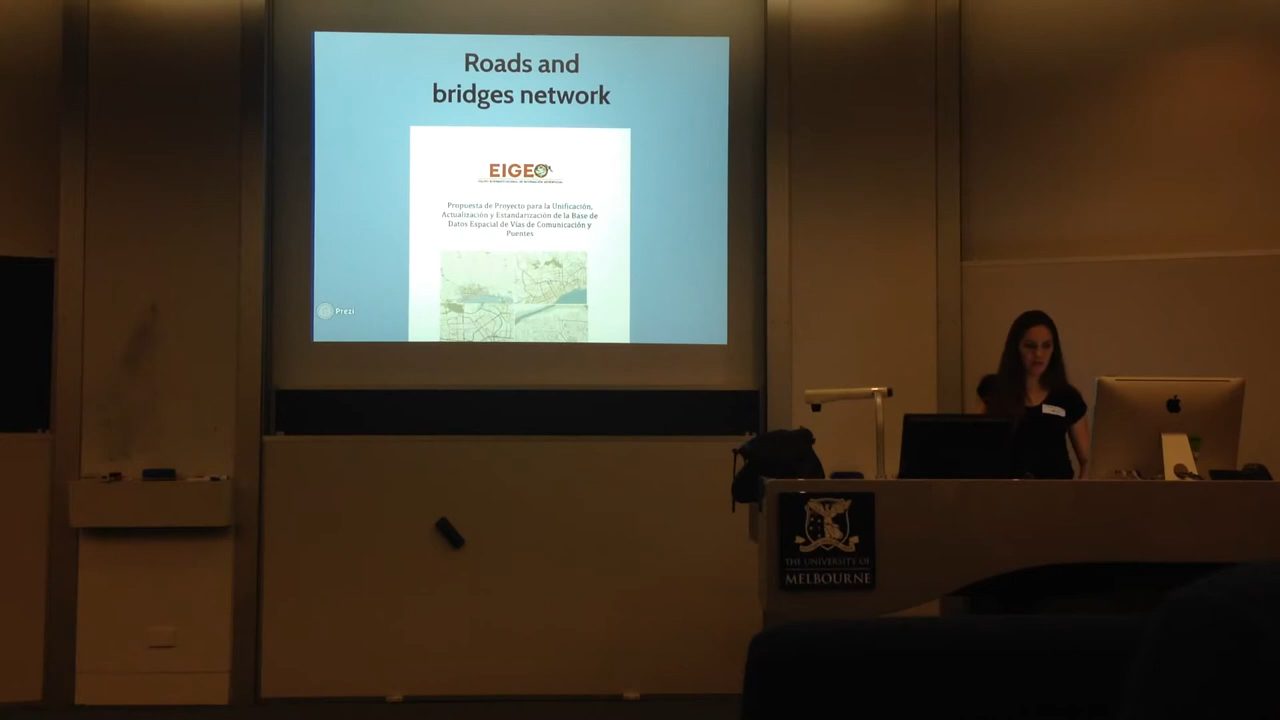 Roads and
bridges network
EIGEO
Propuesta de Proyecto para la Unificación,
Actualización y Estandarización de la Base de
Datos Espacial de Vías de Comunicación y
Puentes
Prezi
THE UNIVERSITY OF
MELBOURNE